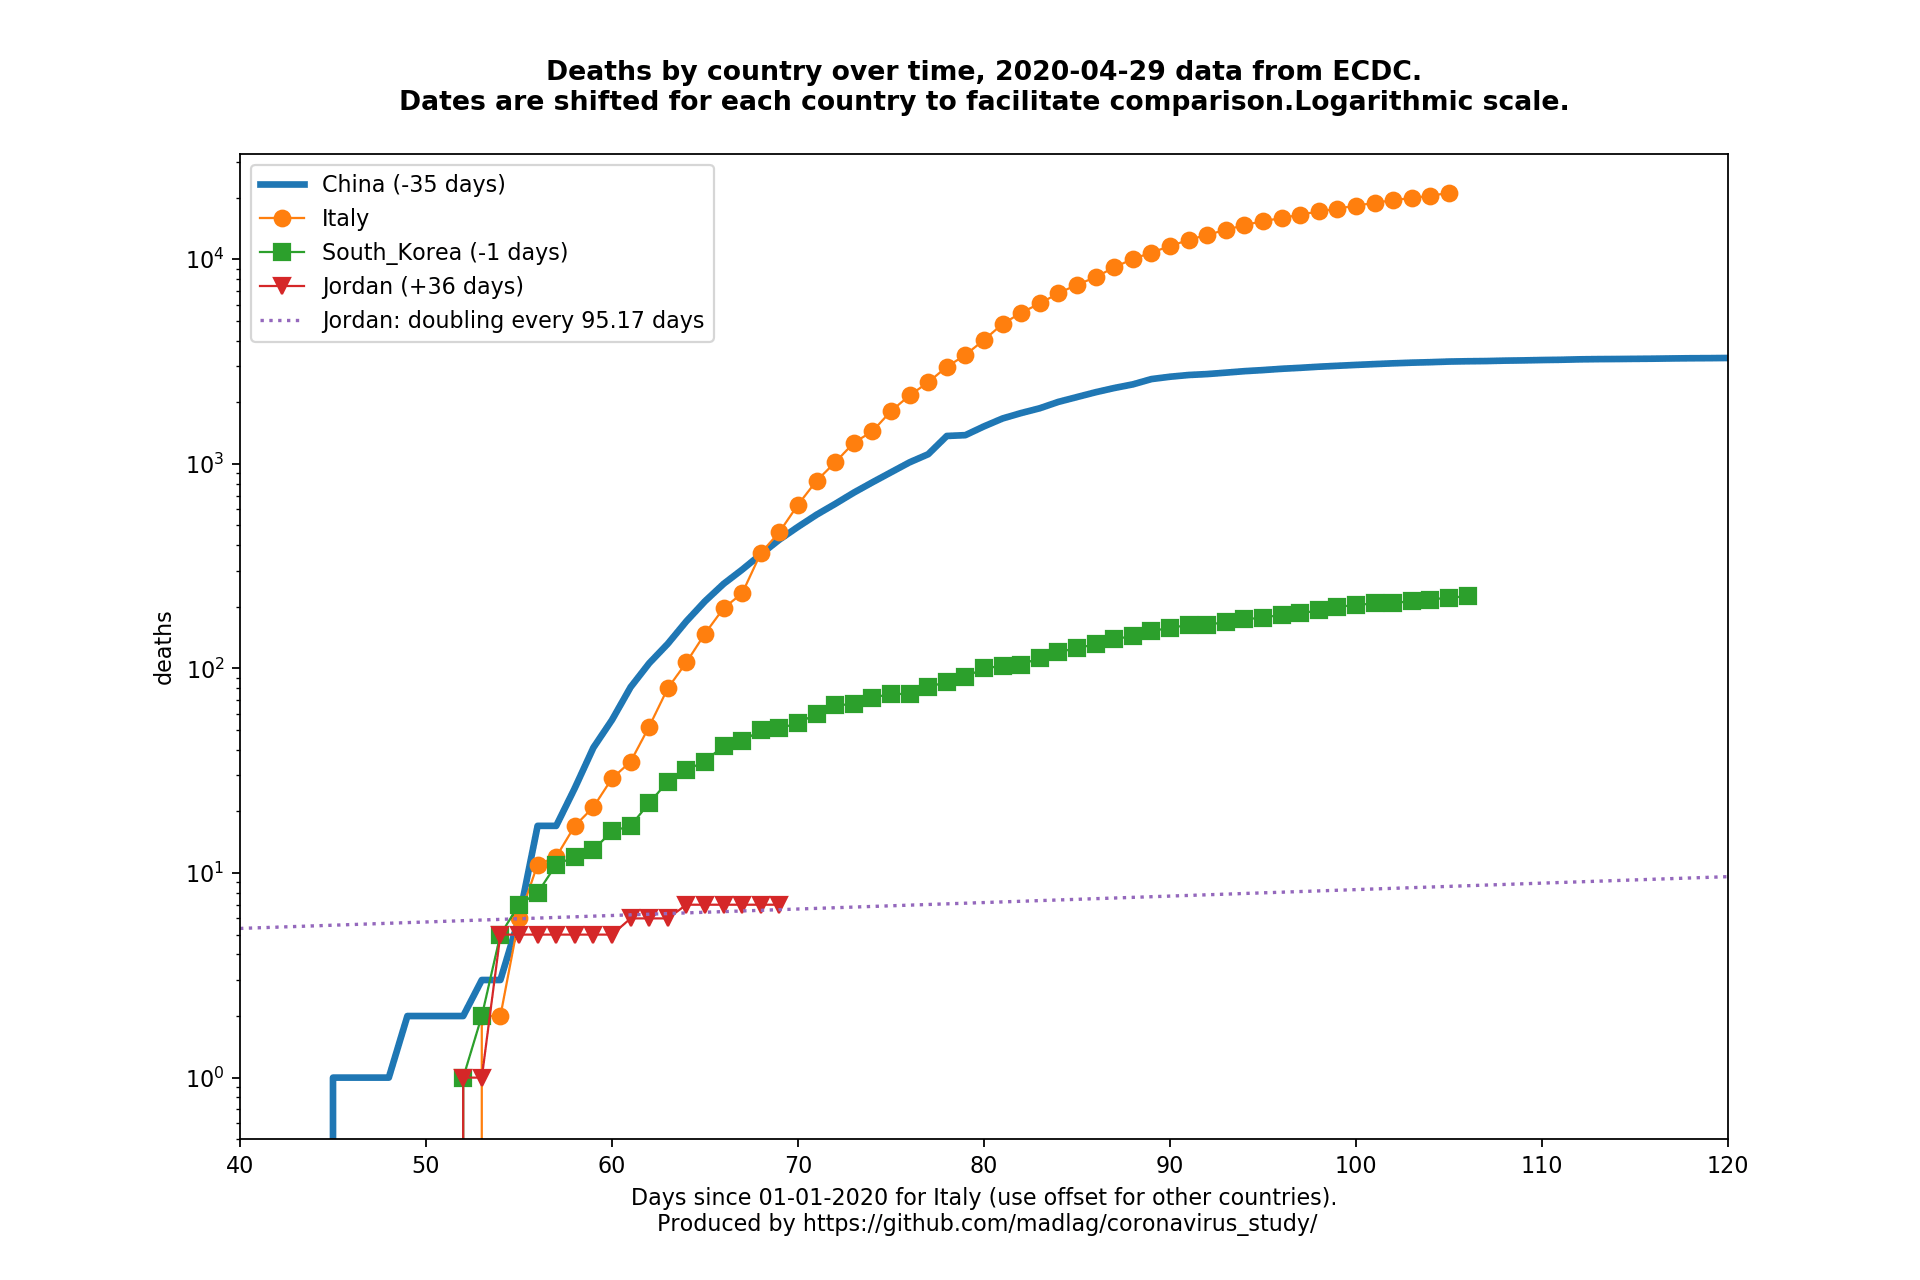 Deaths by country over time, 2020-04-29 data from ECDC.
Dates are shifted for each country to facilitate comparison.Logarithmic scale.
China (-35 days)
Italy
South_Korea (-1 days)
Jordan (+36 days)
Jordan: doubling every 95.17 days
10⁴
10³
10²
10¹
10⁰
deaths
40 50 60 70 80 90 100 110 120
Days since 01-01-2020 for Italy (use offset for other countries).
Produced by https://github.com/madlag/coronavirus_study/